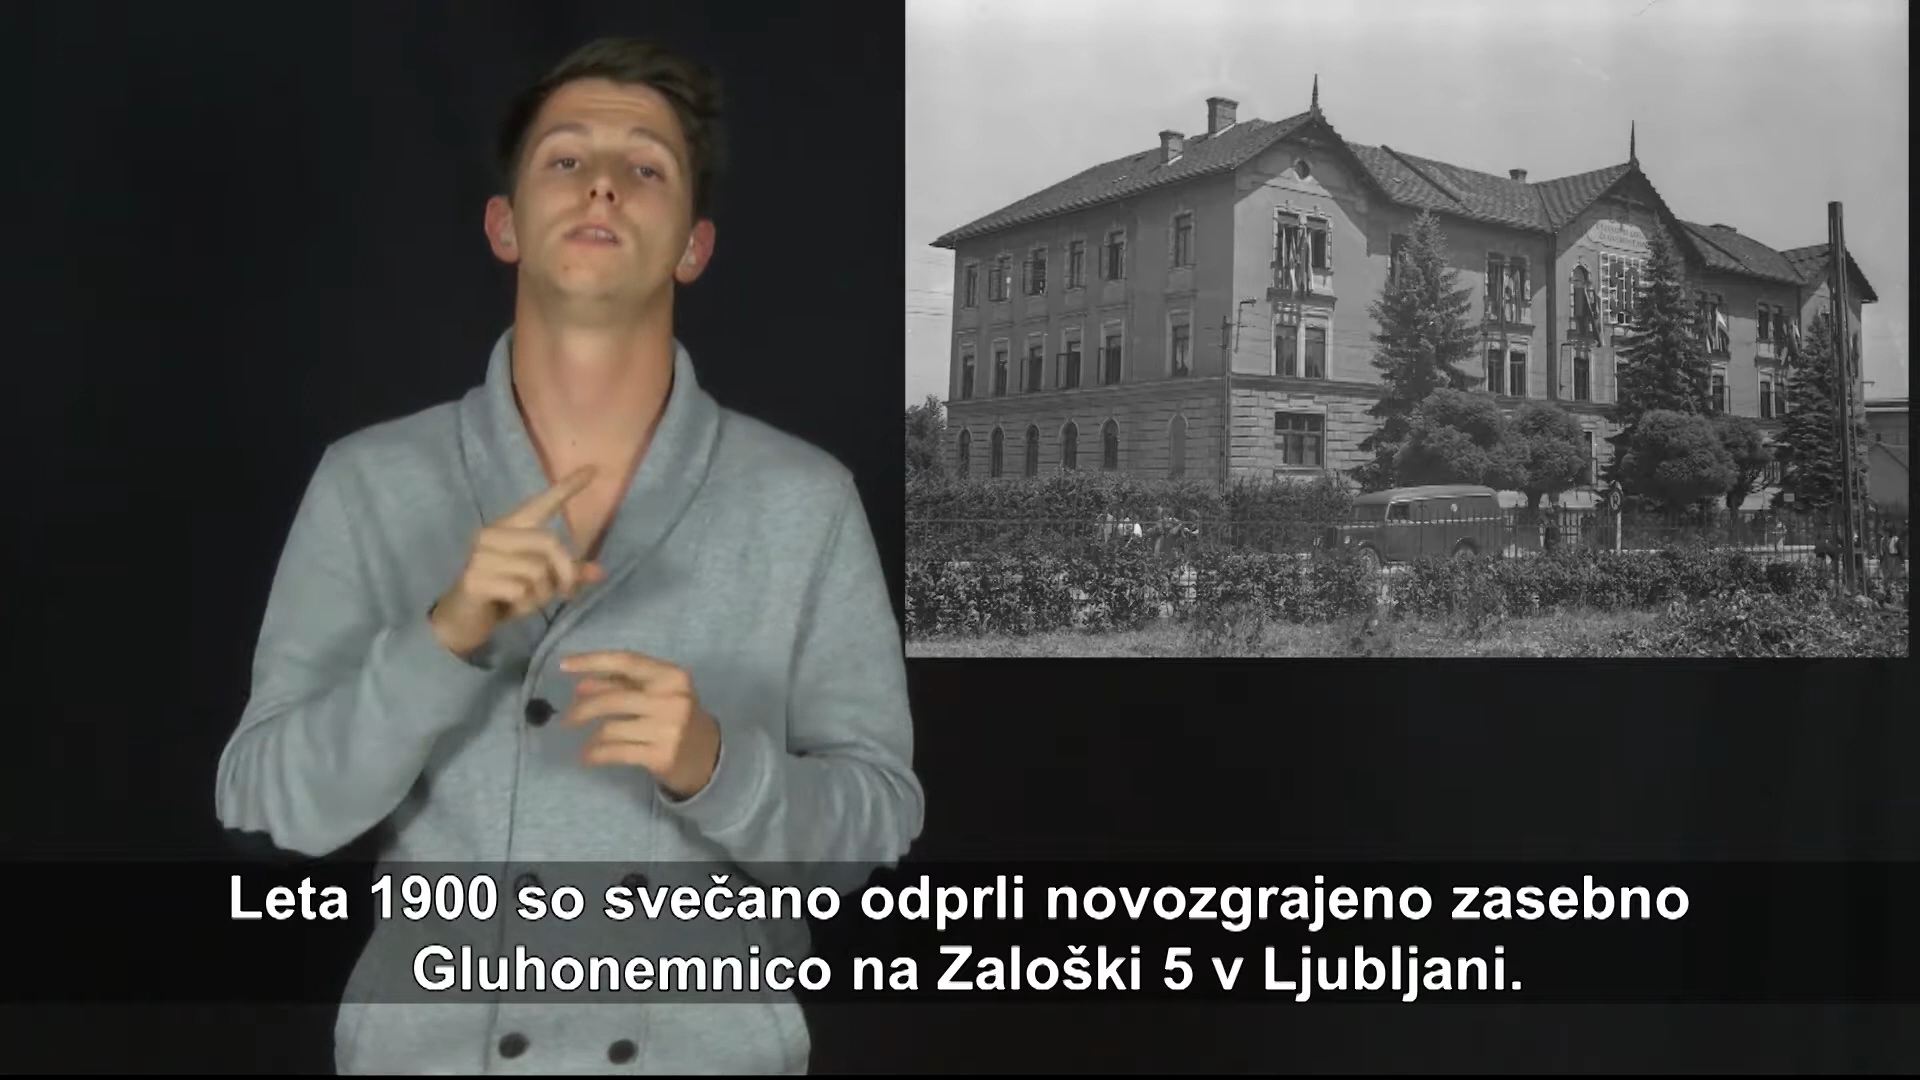 Leta 1900 so svečano odprli novozgrajeno zasebno
Gluhonemnico na Zaloški 5 v Ljubljani.